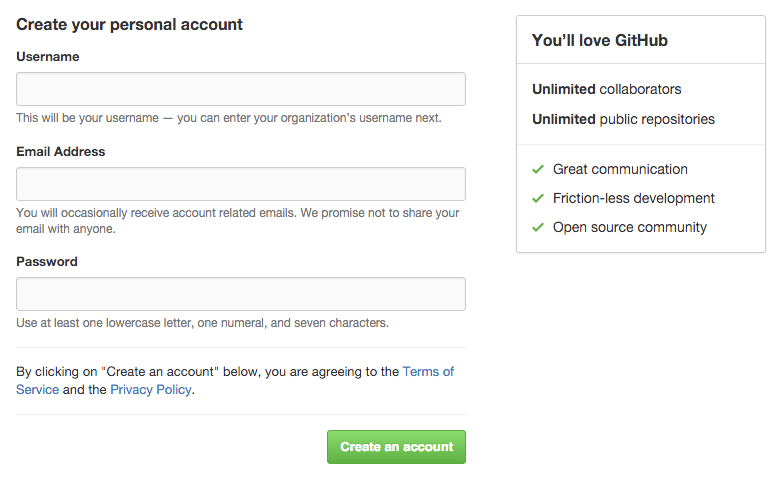 Create your personal account
Username
This will be your username — you can enter your organization's username next.
Email Address
You will occasionally receive account related emails. We promise not to share your
email with anyone.
Password
Use at least one lowercase letter, one numeral, and seven characters.
By clicking on "Create an account" below, you are agreeing to the Terms of
Service and the Privacy Policy.
Create an account
You'll love GitHub
Unlimited collaborators
Unlimited public repositories
Great communication
Friction-less development
Open source community